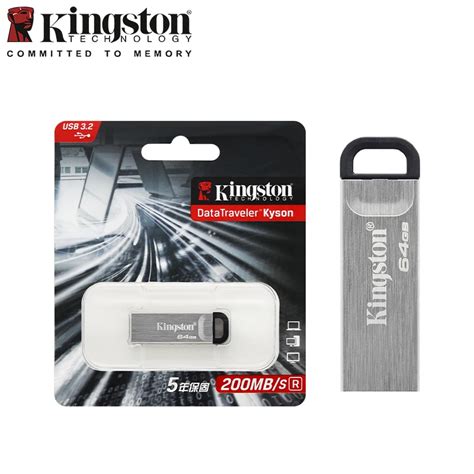 Kingston
TECHNOLOGY
COMMITTED TO MEMORY
USB 3.2
Kingston
TECHNOLOGY
DataTraveler® Kyson
64GB
5年保固
200MB/s R
Kingston
64GB